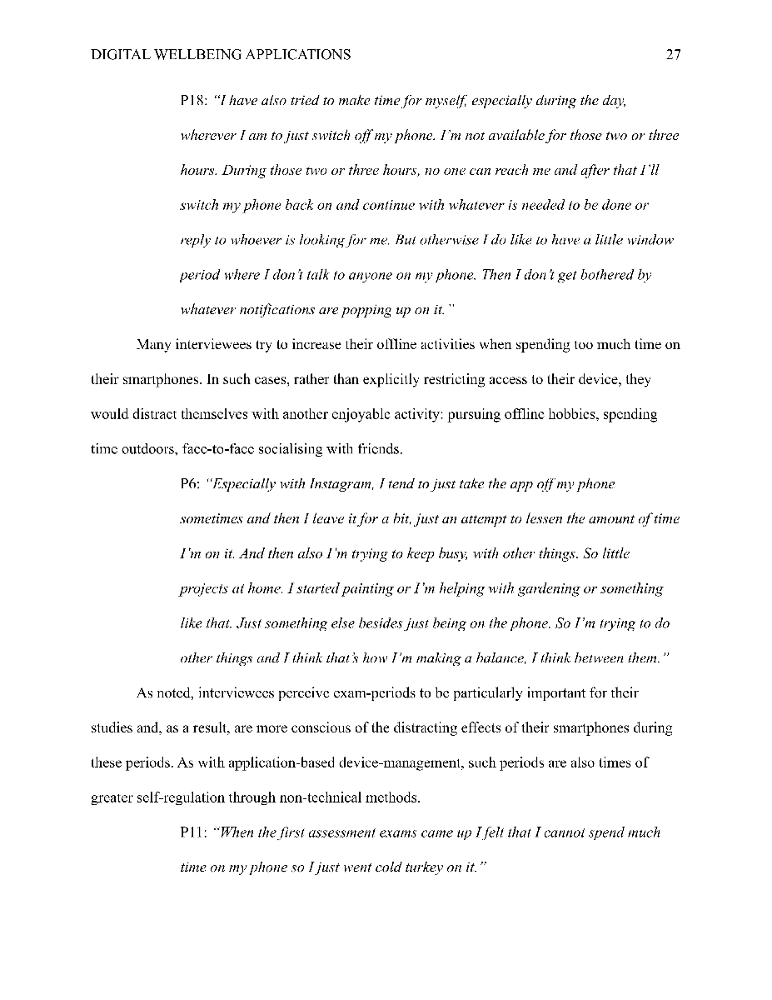 DIGITAL WELLBEING APPLICATIONS 27
P18: “I have also tried to make time for myself, especially during the day,
wherever I am to just switch off my phone. I’m not available for those two or three
hours. During those two or three hours, no one can reach me and after that I’ll
switch my phone back on and continue with whatever is needed to be done or
reply to whoever is looking for me. But otherwise I do like to have a little window
period where I don’t talk to anyone on my phone. Then I don’t get bothered by
whatever notifications are popping up on it.”
Many interviewees try to increase their offline activities when spending too much time on
their smartphones. In such cases, rather than explicitly restricting access to their device, they
would distract themselves with another enjoyable activity: pursuing offline hobbies, spending
time outdoors, face-to-face socialising with friends.
P6: “Especially with Instagram, I tend to just take the app off my phone
sometimes and then I leave it for a bit, just an attempt to lessen the amount of time
I’m on it. And then also I’m trying to keep busy, with other things. So little
projects at home. I started painting or I’m helping with gardening or something
like that. Just something else besides just being on the phone. So I’m trying to do
other things and I think that’s how I’m making a balance, I think between them.”
As noted, interviewees perceive exam-periods to be particularly important for their
studies and, as a result, are more conscious of the distracting effects of their smartphones during
these periods. As with application-based device-management, such periods are also times of
greater self-regulation through non-technical methods.
P11: “When the first assessment exams came up I felt that I cannot spend much
time on my phone so I just went cold turkey on it.”